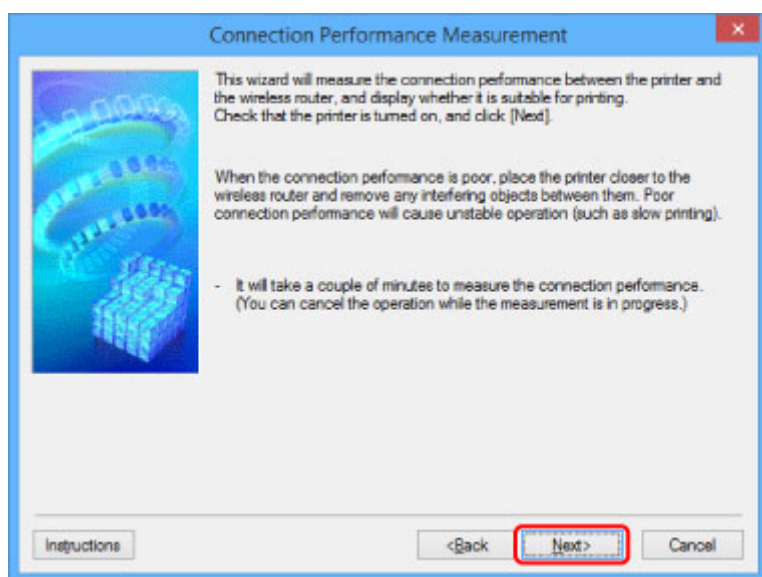 Connection Performance Measurement
This wizard will measure the connection performance between the printer and
the wireless router, and display whether it is suitable for printing.
Check that the printer is turned on, and click [Next].
When the connection performance is poor, place the printer closer to the
wireless router and remove any interfering objects between them. Poor
connection performance will cause unstable operation (such as slow printing).
- It will take a couple of minutes to measure the connection performance.
(You can cancel the operation while the measurement is in progress.)
Instructions <Back Next> Cancel